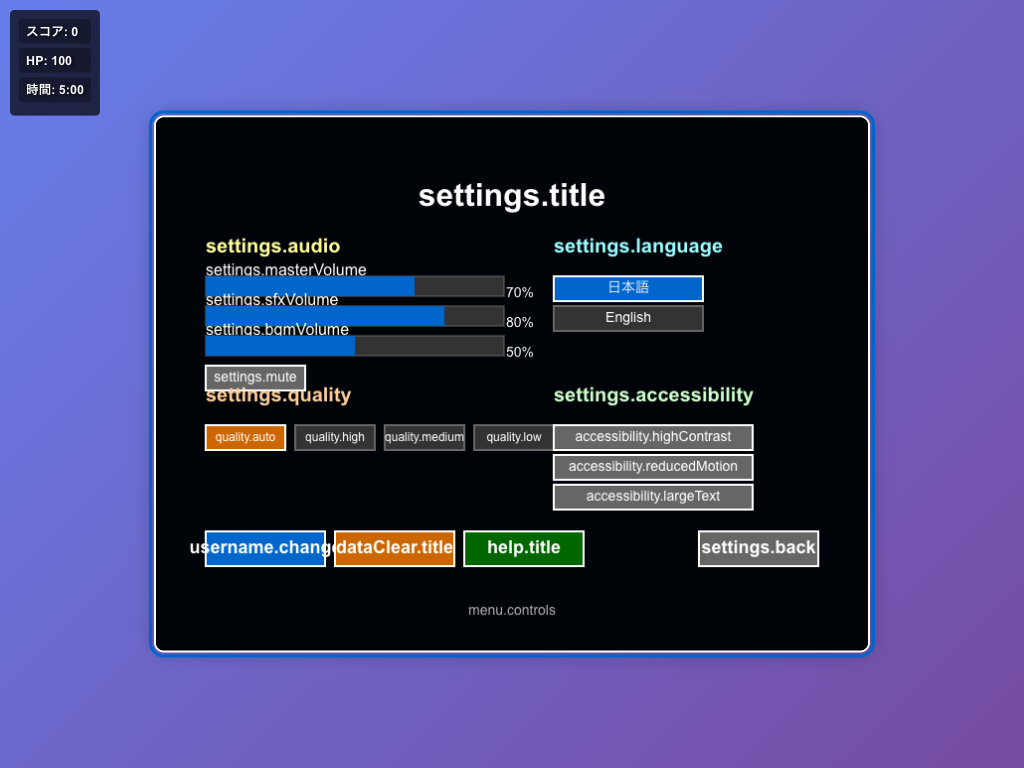 スコア: 0
HP: 100
時間: 5:00
settings.title
settings.audio
settings.masterVolume
70%
settings.sfxVolume
80%
settings.bgmVolume
50%
settings.mute
settings.language
日本語
English
settings.quality
quality.auto quality.high quality.medium quality.low
settings.accessibility
accessibility.highContrast
accessibility.reducedMotion
accessibility.largeText
username.change dataClear.title help.title settings.back
menu.controls